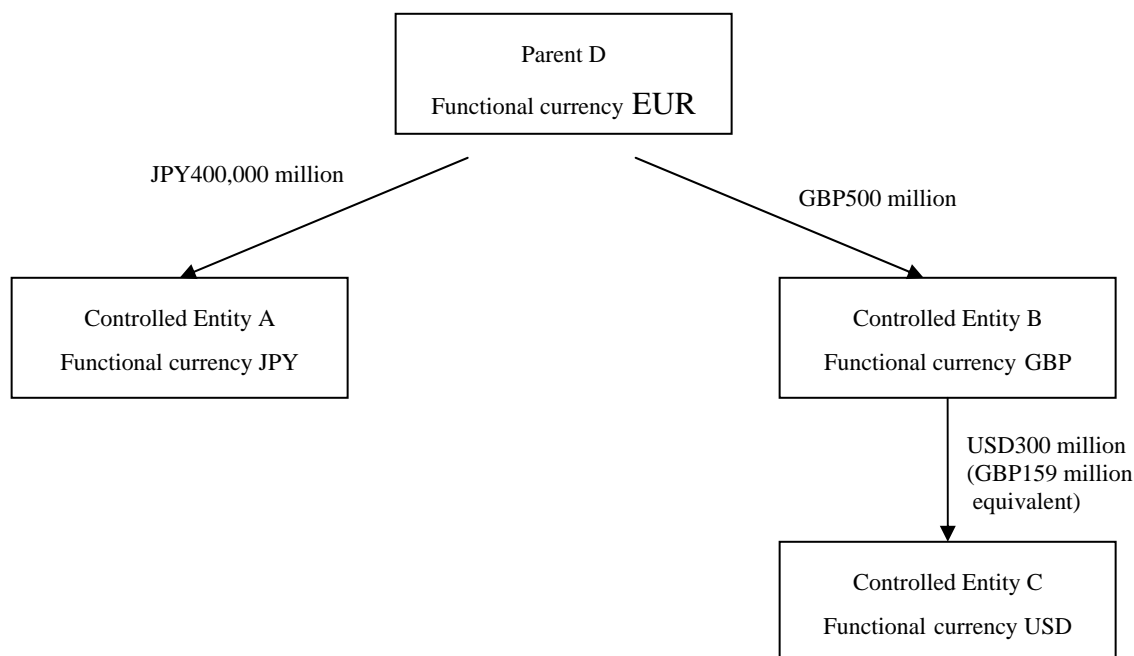 Parent D
Functional currency EUR
JPY400,000 million
GBP500 million
Controlled Entity A
Functional currency JPY
Controlled Entity B
Functional currency GBP
USD300 million
(GBP159 million
equivalent)
Controlled Entity C
Functional currency USD